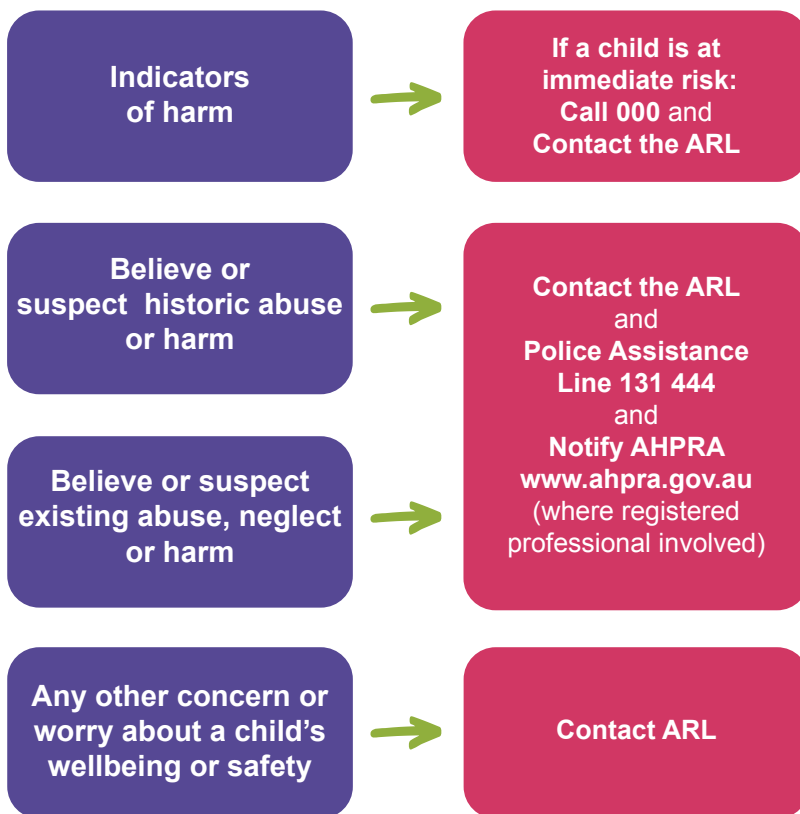 Indicators
of harm
If a child is at
immediate risk:
Call 000 and
Contact the ARL
Believe or
suspect historic abuse
or harm
Contact the ARL
and
Police Assistance
Line 131 444
and
Notify AHPRA
www.ahpra.gov.au
(where registered
professional involved)
Believe or suspect
existing abuse, neglect
or harm
Any other concern or
worry about a child’s
wellbeing or safety
Contact ARL